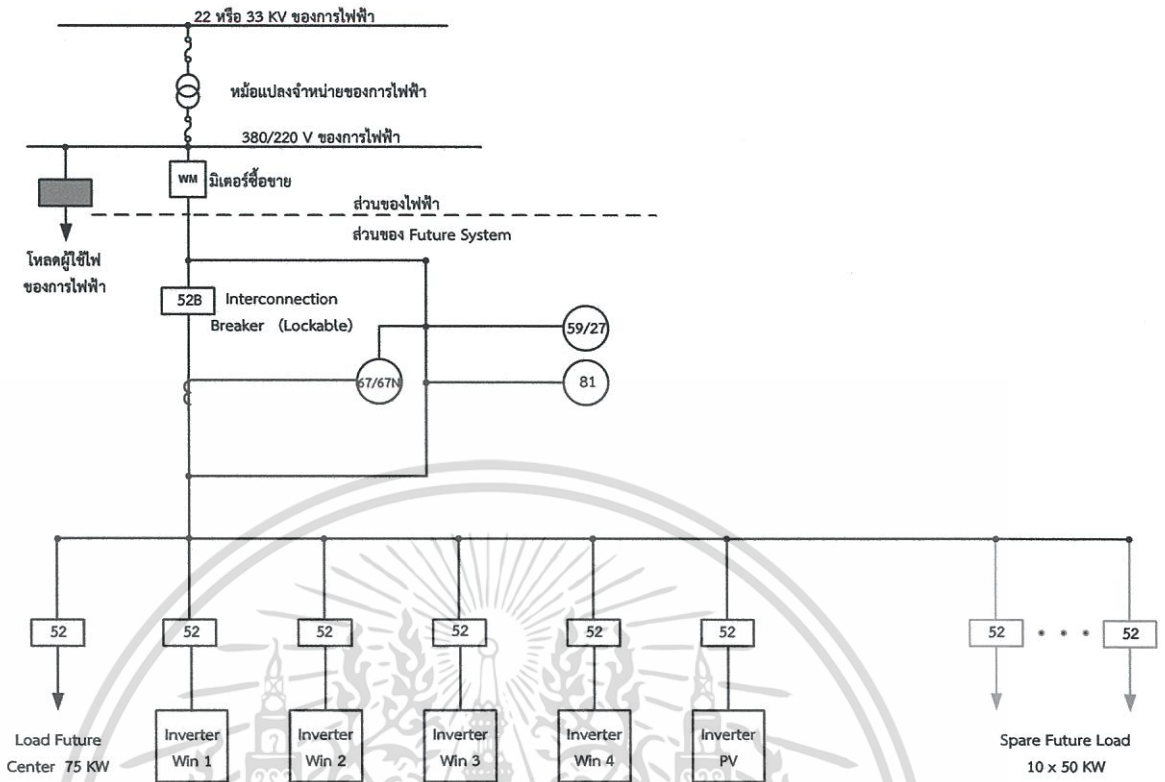 22 หรือ 33 KV ของการไฟฟ้า
หม้อแปลงจำหน่ายของการไฟฟ้า
380/220 V ของการไฟฟ้า
WM
มิเตอร์ซื้อขาย
ส่วนของไฟฟ้า
ส่วนของ Future System
โหลดผู้ใช้ไฟ
ของการไฟฟ้า
52B
Interconnection
Breaker (Lockable)
59/27
67/67N
81
52
52
52
52
52
52
52
52
Load Future
Center 75 KW
Inverter
Win 1
Inverter
Win 2
Inverter
Win 3
Inverter
Win 4
Inverter
PV
Spare Future Load
10 x 50 KW